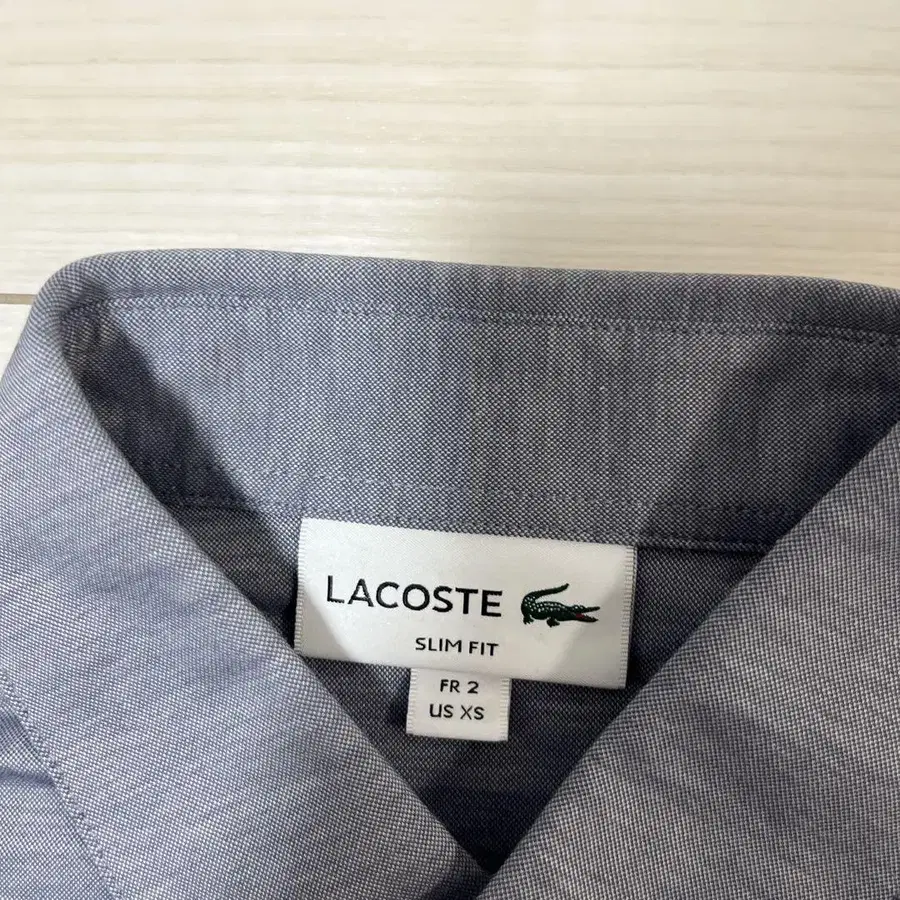 LACOSTE
SLIM FIT
FR 2
US XS